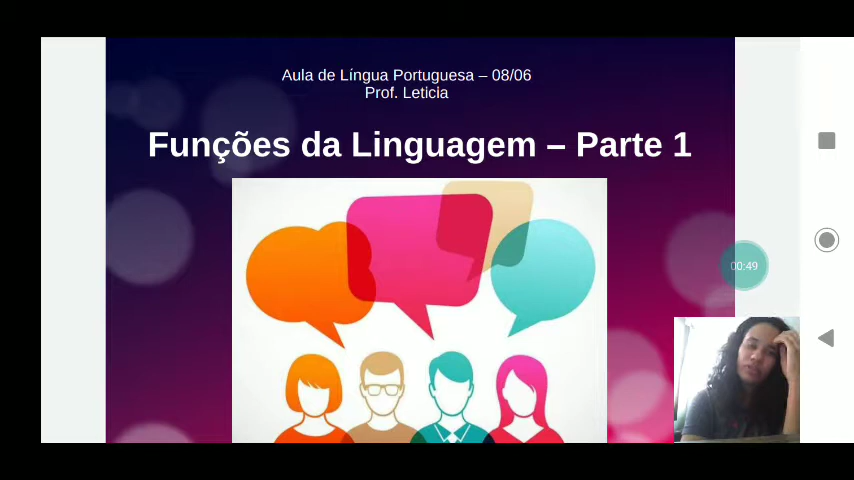 Aula de Língua Portuguesa – 08/06
Prof. Leticia
Funções da Linguagem – Parte 1
00:49